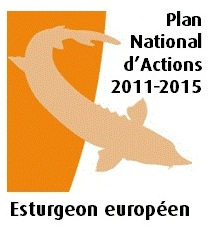 Plan
National
d'Actions
2011-2015
Esturgeon européen